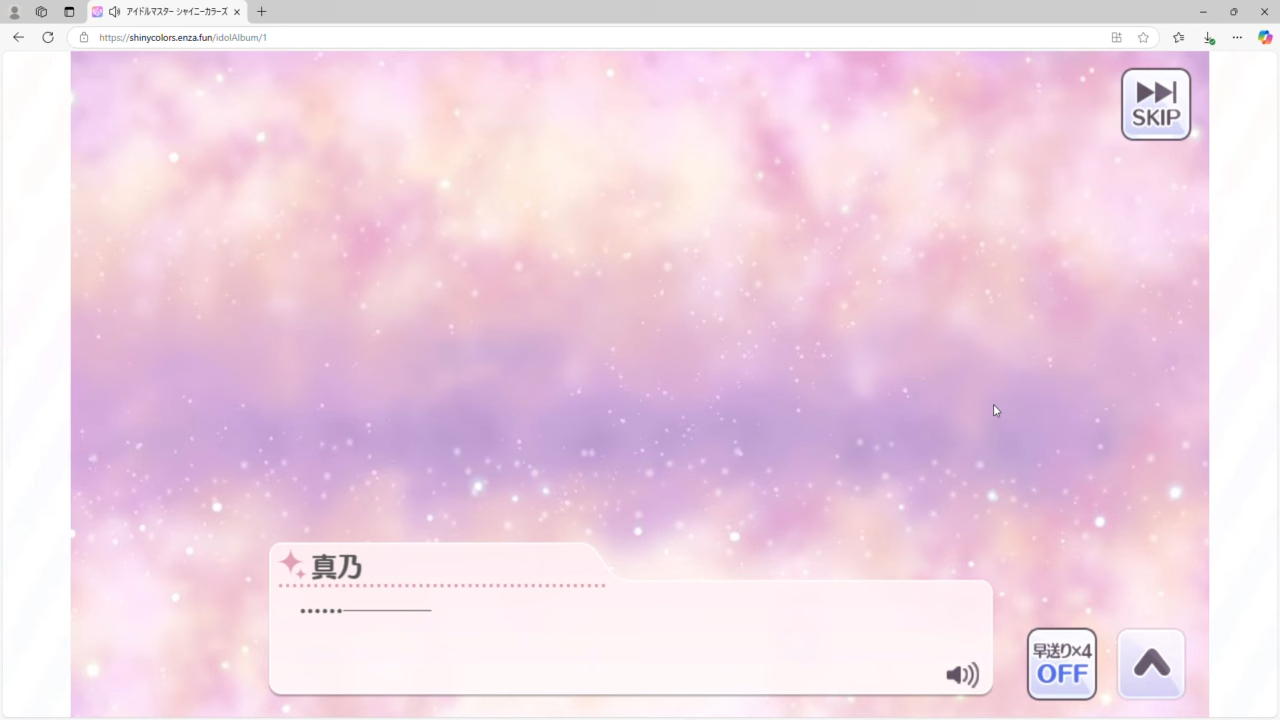 アイドルマスター シャイニーカラーズ
https://shinycolors.enza.fun/idolAlbum/1
SKIP
真乃
……――――
早送り×4
OFF